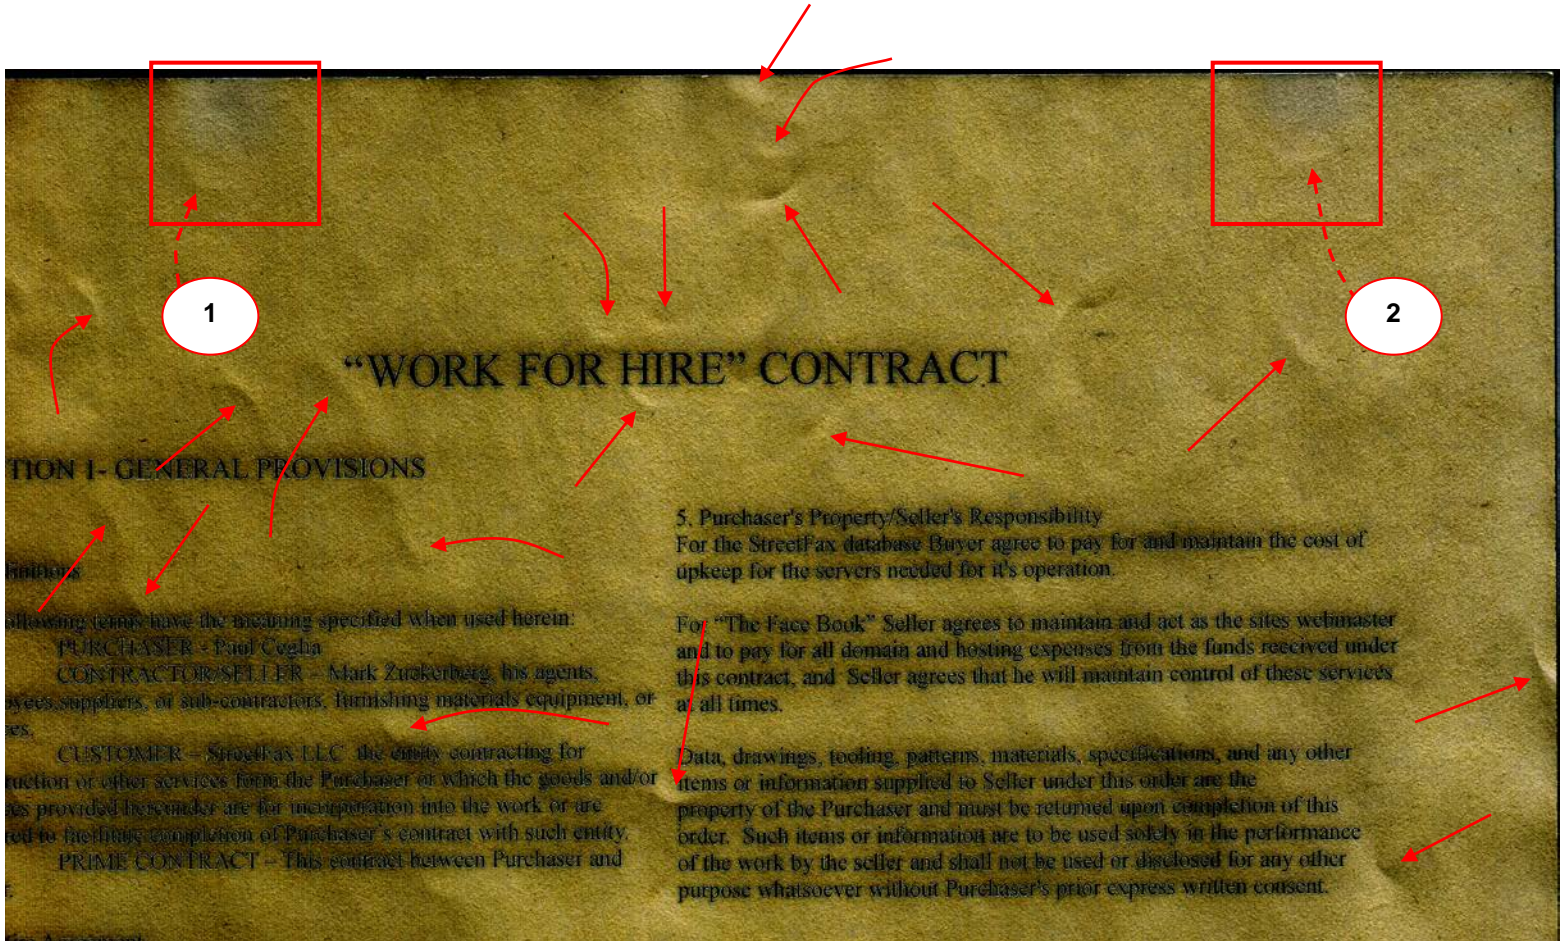 1
2
“WORK FOR HIRE” CONTRACT
TION 1- GENERAL PROVISIONS
finitions
ollowing terms have the meaning specified when used herein:
PURCHASER - Paul Ceglia
CONTRACTOR/SELLER – Mark Zuckerberg, his agents,
oyees,suppliers, or sub-contractors, furnishing materials equipment, or
es.
CUSTOMER – StreetFax LLC the entity contracting for
ruction or other services form the Purchaser or which the goods and/or
es provided hereunder are for incorporation into the work or are
red to facilitate completion of Purchaser's contract with such entity.
PRIME CONTRACT – This contract between Purchaser and
r.
Agreement
5. Purchaser's Property/Seller's Responsibility
For the StreetFax database Buyer agree to pay for and maintain the cost of
upkeep for the servers needed for it's operation.
For “The Face Book” Seller agrees to maintain and act as the sites webmaster
and to pay for all domain and hosting expenses from the funds received under
this contract, and Seller agrees that he will maintain control of these services
at all times.
Data, drawings, tooling, patterns, materials, specifications, and any other
items or information supplied to Seller under this order are the
property of the Purchaser and must be returned upon completion of this
order. Such items or information are to be used solely in the performance
of the work by the seller and shall not be used or disclosed for any other
purpose whatsoever without Purchaser's prior express written consent.